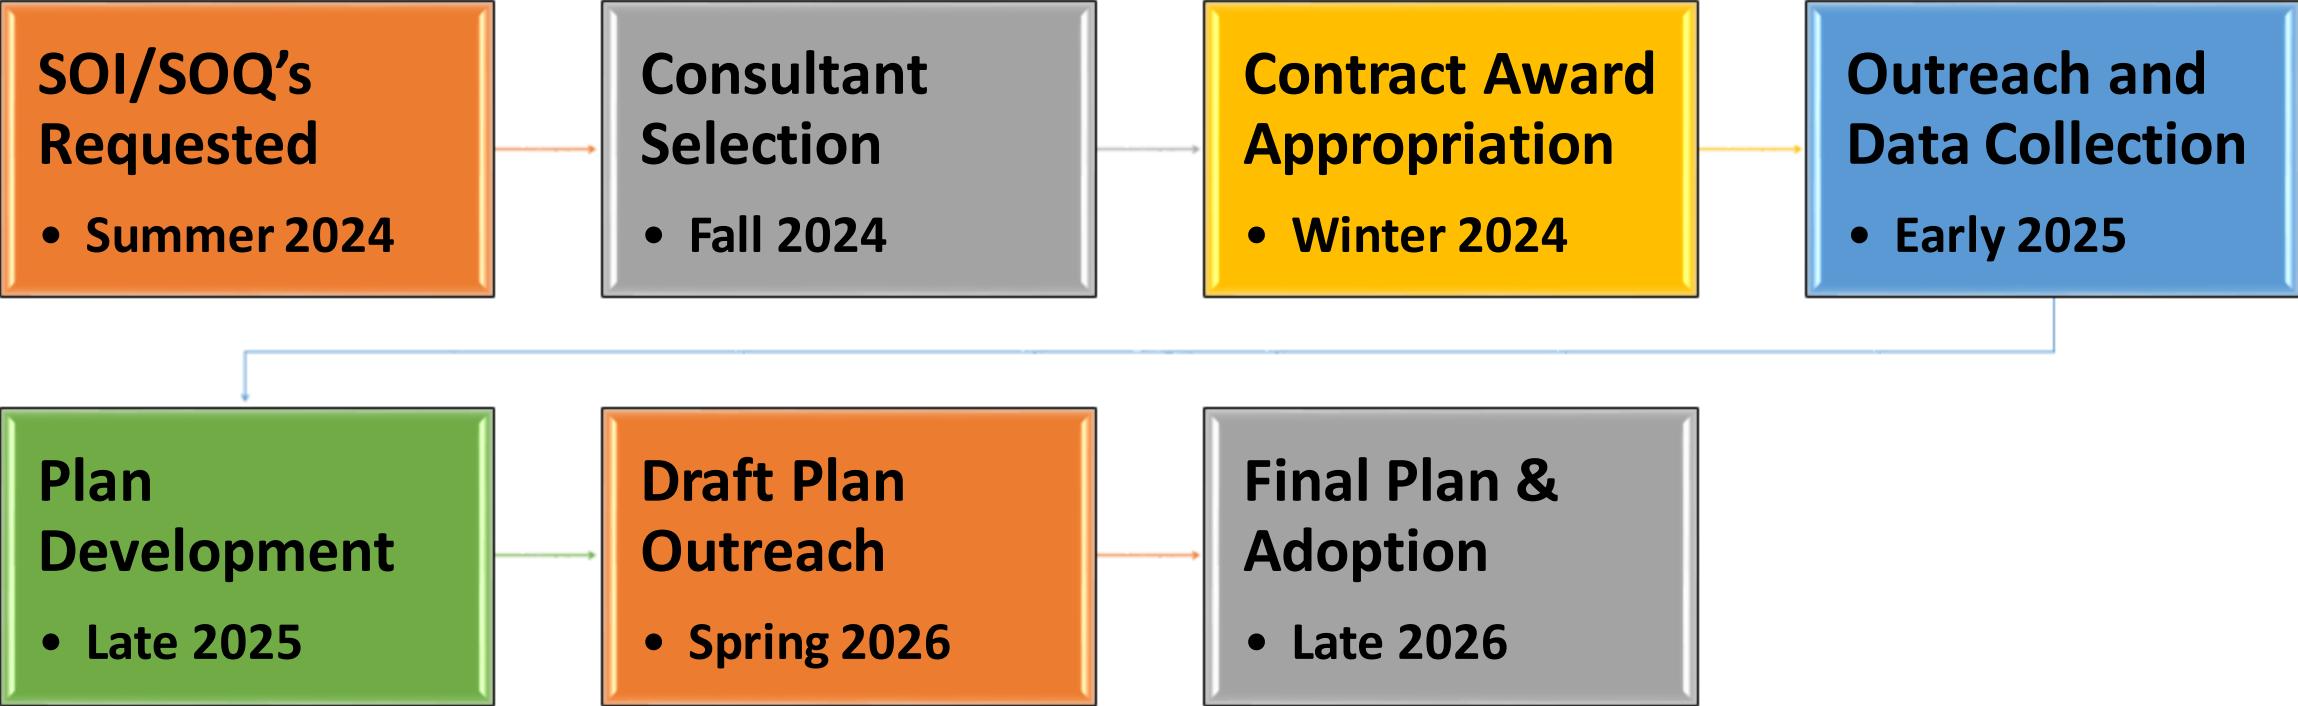 SOI/SOQ’s
Requested
• Summer 2024
Consultant
Selection
• Fall 2024
Contract Award
Appropriation
• Winter 2024
Outreach and
Data Collection
• Early 2025
Plan
Development
• Late 2025
Draft Plan
Outreach
• Spring 2026
Final Plan &
Adoption
• Late 2026